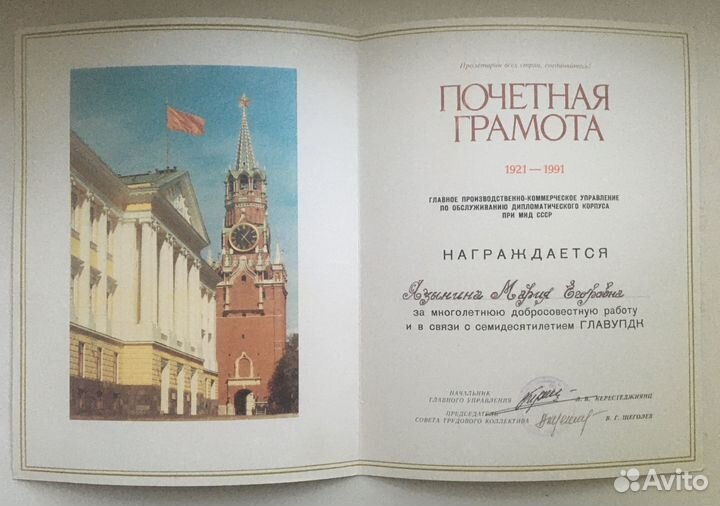 Пролетарии всех стран, соединяйтесь!
ПОЧЕТНАЯ
ГРАМОТА
1921 — 1991
ГЛАВНОЕ ПРОИЗВОДСТВЕННО-КОММЕРЧЕСКОЕ УПРАВЛЕНИЕ
ПО ОБСЛУЖИВАНИЮ ДИПЛОМАТИЧЕСКОГО КОРПУСА
ПРИ МИД СССР
НАГРАЖДАЕТСЯ
Язынина Мария Егоровна
за многолетнюю добросовестную работу
и в связи с семидесятилетием ГЛАВУПДК
НАЧАЛЬНИК
ГЛАВНОГО УПРАВЛЕНИЯ
В. КЕРЕСТЕДЖИЯНЦ
ПРЕДСЕДАТЕЛЬ
СОВЕТА ТРУДОВОГО КОЛЛЕКТИВА
В. Г. ЩЕГОЛЕВ
Avito